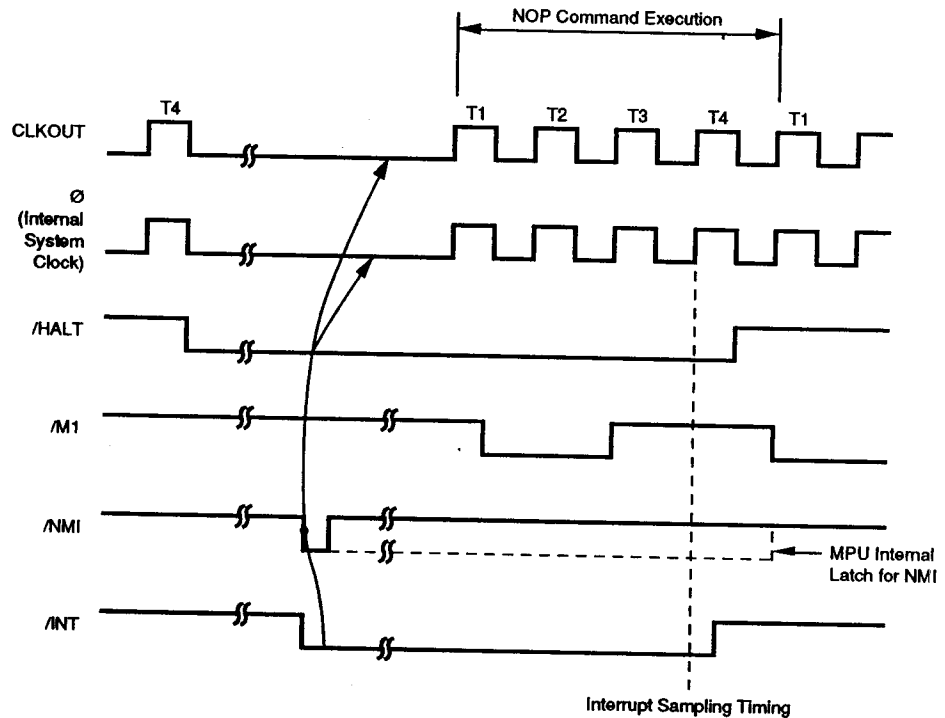 NOP Command Execution
T4
T1
T2
T3
T4
T1
CLKOUT
Ø
(Internal
System
Clock)
/HALT
/M1
/NMI
MPU Internal
Latch for NMI
/INT
Interrupt Sampling Timing